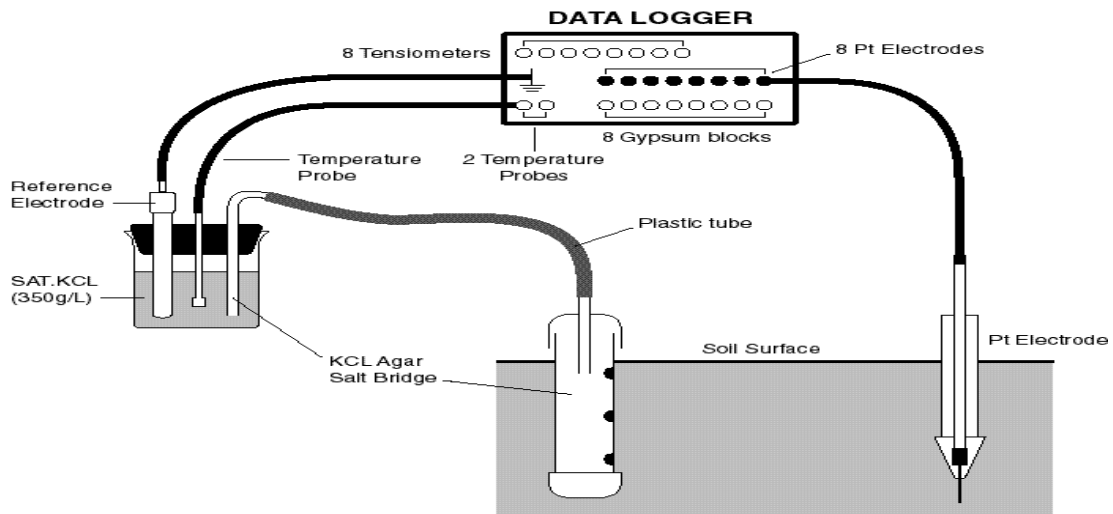 DATA LOGGER
8 Tensiometers
8 Pt Electrodes
8 Gypsum blocks
Temperature
Probe
2 Temperature
Probes
Reference
Electrode
Plastic tube
SAT.KCL
(350g/L)
KCL Agar
Salt Bridge
Soil Surface
Pt Electrode